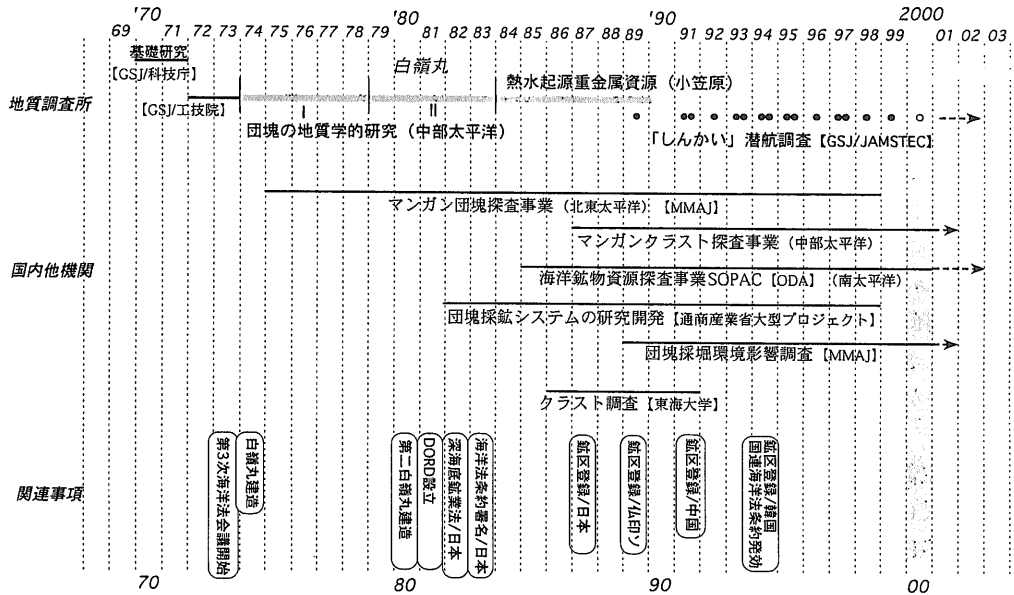 '70 '80 '90 2000
69 71 72 73 74 75 76 77 78 79 81 82 83 84 85 86 87 88 89 91 92 93 94 95 96 97 98 99 01 02 03
基礎研究
【GSJ/科技庁】
白嶺丸
熱水起源重金属資源（小笠原）
地質調査所
【GSJ/工技院】
I II
団塊の地質学的研究（中部太平洋）
「しんかい」潜航調査【GSJ/JAMSTEC】
マンガン団塊探査事業（北東太平洋）【MMAJ】
マンガンクラスト探査事業（中部太平洋）
国内他機関
海洋鉱物資源探査事業SOPAC【ODA】（南太平洋）
団塊採鉱システムの研究開発【通商産業省大型プロジェクト】
団塊採堀環境影響調査【MMAJ】
クラスト調査【東海大学】
関連事項
第3次海洋法会議開始
白嶺丸建造
第二白嶺丸建造
DORD設立
深海底鉱業法/日本
海洋法条約署名/日本
鉱区登録/日本
鉱区登録/仏印ソ
鉱区登録/中国
鉱区登録/韓国
国連海洋法条約発効
70 80 90 00